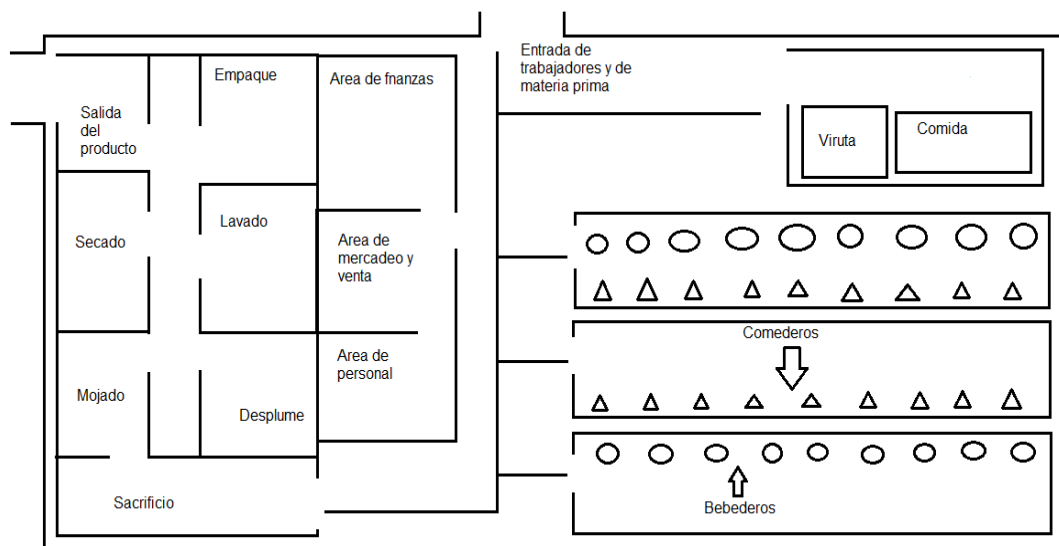 Entrada de
trabajadores y de
materia prima
Empaque
Area de fnanzas
Salida
del
producto
Viruta
Comida
Secado
Lavado
Area de
mercadeo y
venta
Comederos
Area de
personal
Mojado
Desplume
Sacrificio
Bebederos